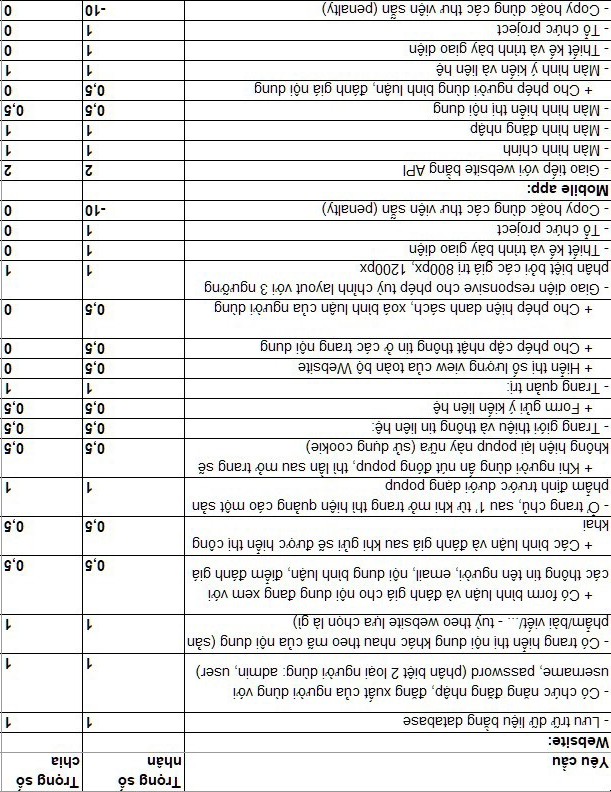 Yêu cầu
Trọng số nhân
Trọng số chia
Website:
- Lưu trữ dữ liệu bằng database 1 1
- Có chức năng đăng nhập, đăng xuất của người dùng với 1 1
username, password (phân biệt 2 loại người dùng: admin, user)
- Có trang hiển thị nội dung khác nhau theo mã của nội dung (sản 1 1
phẩm/bài viết/... - tuỳ theo website lựa chọn là gì)
+ Có form bình luận và đánh giá cho nội dung đang xem với 0,5 0,5
các thông tin tên người, email, nội dung bình luận, điểm đánh giá
+ Các bình luận và đánh giá sau khi gửi sẽ được hiển thị công 0,5 0,5
khai
- Ở trang chủ, sau 1' từ khi mở trang thì hiện quảng cáo một sản 1 1
phẩm định trước dưới dạng popup
+ Khi người dùng ấn nút đóng popup, thì lần sau mở trang sẽ 0,5 0,5
không hiện lại popup này nữa (sử dụng cookie)
- Trang giới thiệu và thông tin liên hệ: 0,5 0,5
+ Form gửi ý kiến liên hệ 0,5 0,5
- Trang quản trị: 1 1
+ Hiển thị số lượng view của toàn bộ Website 0,5 0
+ Cho phép cập nhật thông tin ở các trang nội dung 0,5 0
+ Cho phép hiện danh sách, xoá bình luận của người dùng 0,5 0
- Giao diện responsive cho phép tuỳ chỉnh layout với 3 ngưỡng 1 1
phân biệt bởi các giá trị 800px, 1200px
- Thiết kế và trình bày giao diện 1 0
- Tổ chức project 1 0
- Copy hoặc dùng các thư viện sẵn (penalty) -10 0
Mobile app:
- Giao tiếp với website bằng API 2 2
- Màn hình chính 1 1
- Màn hình đăng nhập 1 1
- Màn hình hiển thị nội dung 0,5 0,5
+ Cho phép người dùng bình luận, đánh giá nội dung 0,5 0
- Màn hình ý kiến và liên hệ 1 1
- Thiết kế và trình bày giao diện 1 0
- Tổ chức project 1 0
- Copy hoặc dùng các thư viện sẵn (penalty) -10 0